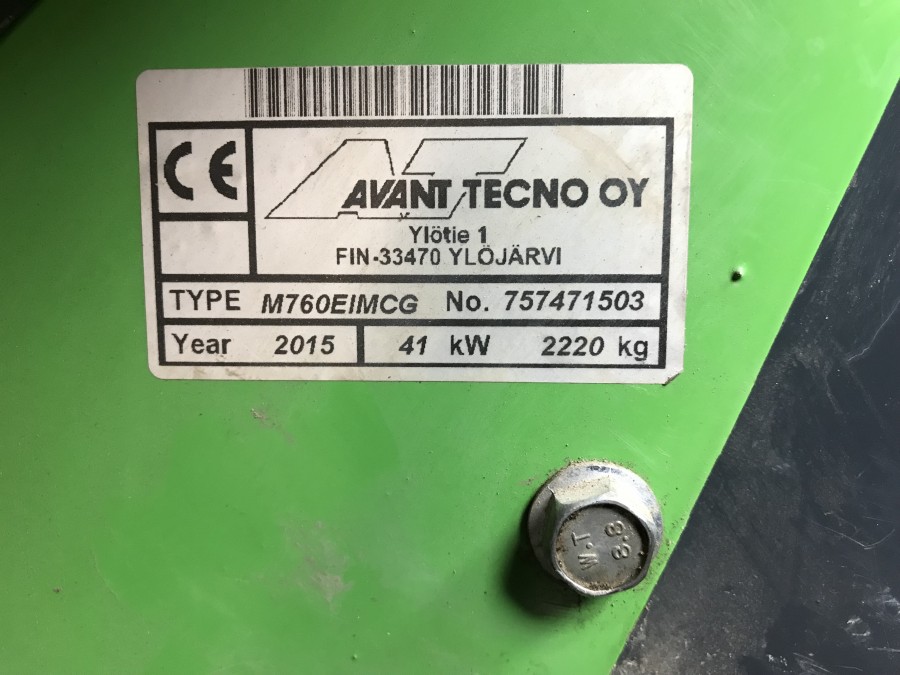 CE
AVANT TECNO OY
Ylötie 1
FIN-33470 YLÖJÄRVI
TYPE M760EIMCG No. 757471503
Year 2015 41 kW 2220 kg
8.8
W.T